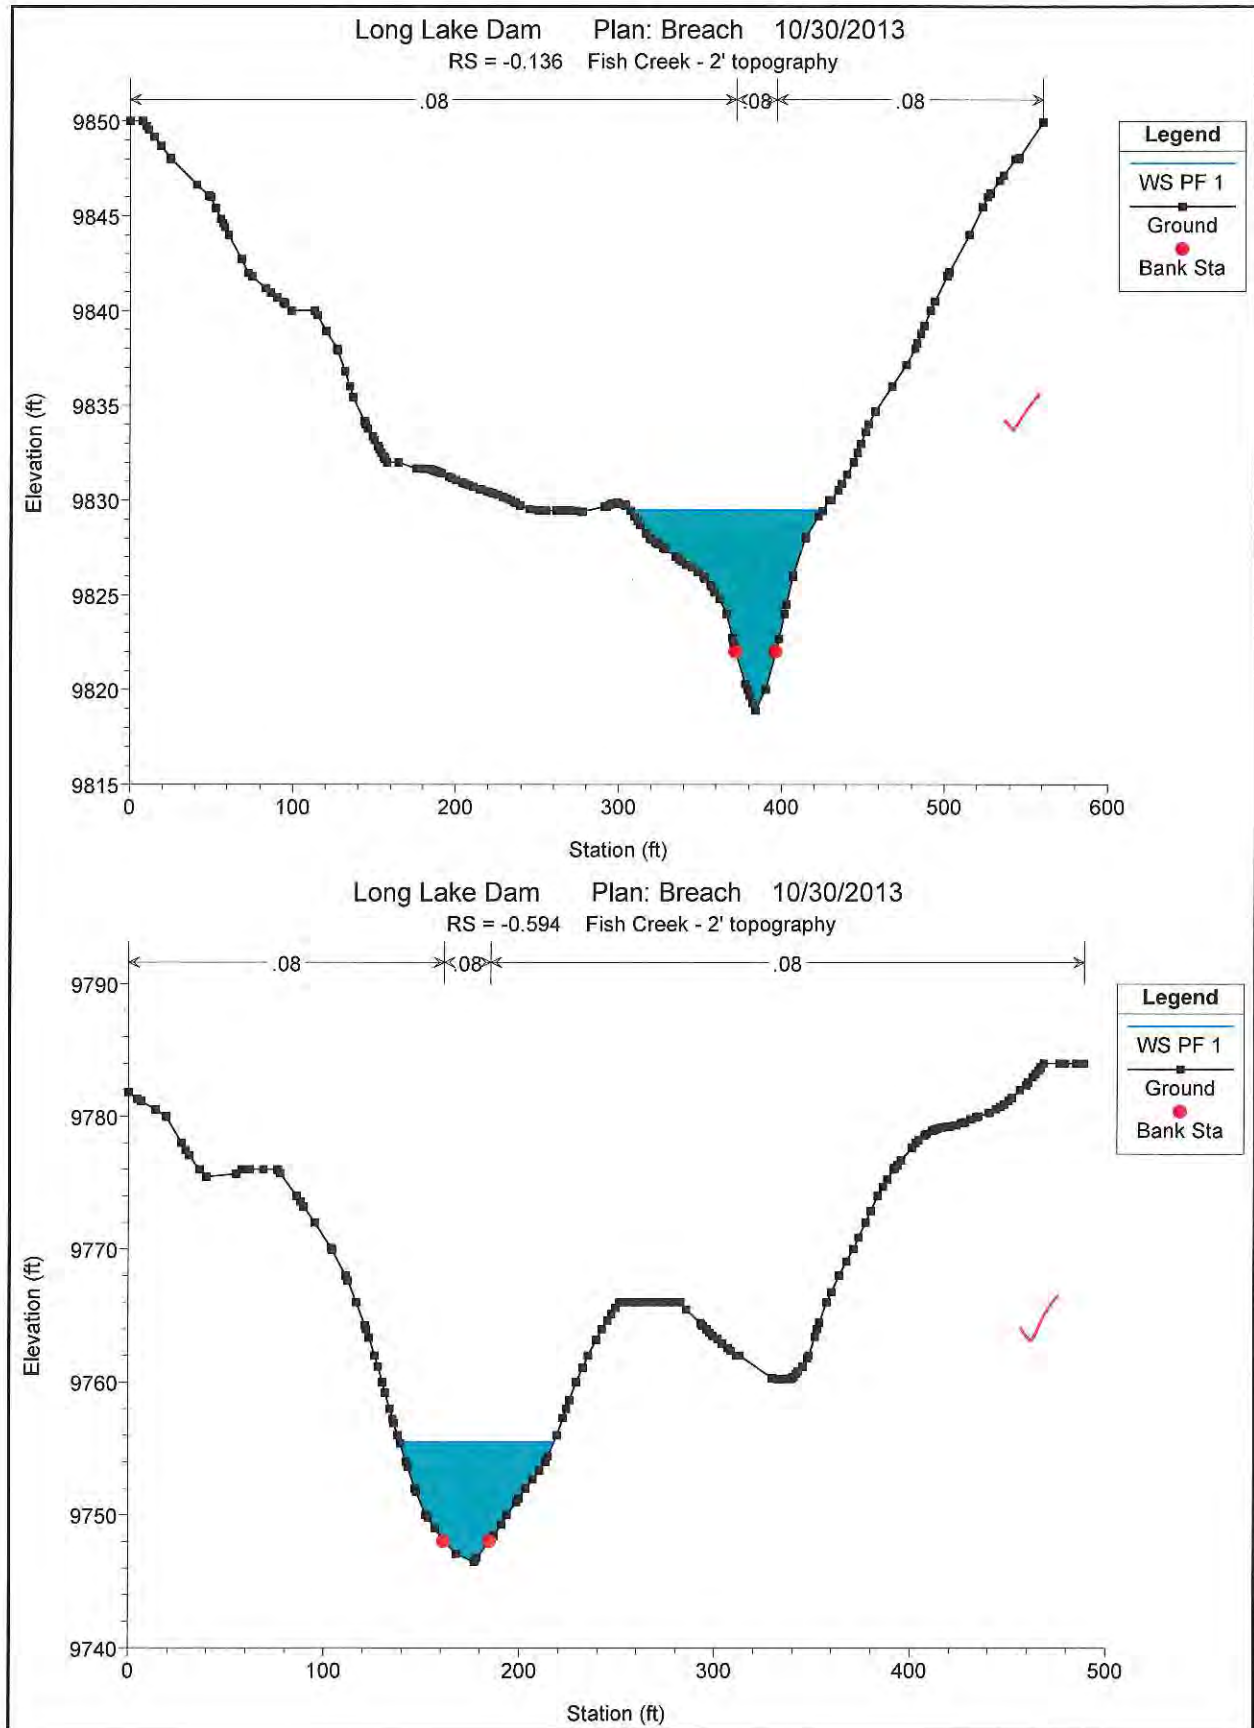 Long Lake Dam Plan: Breach 10/30/2013
RS = -0.136 Fish Creek - 2' topography
.08 .08 .08
9850
9845
9840
9835
9830
9825
9820
9815
Elevation (ft)
0 100 200 300 400 500 600
Station (ft)
Legend
WS PF 1
Ground
Bank Sta
Long Lake Dam Plan: Breach 10/30/2013
RS = -0.594 Fish Creek - 2' topography
.08 .08 .08
9790
9780
9770
9760
9750
9740
Elevation (ft)
0 100 200 300 400 500
Station (ft)
Legend
WS PF 1
Ground
Bank Sta